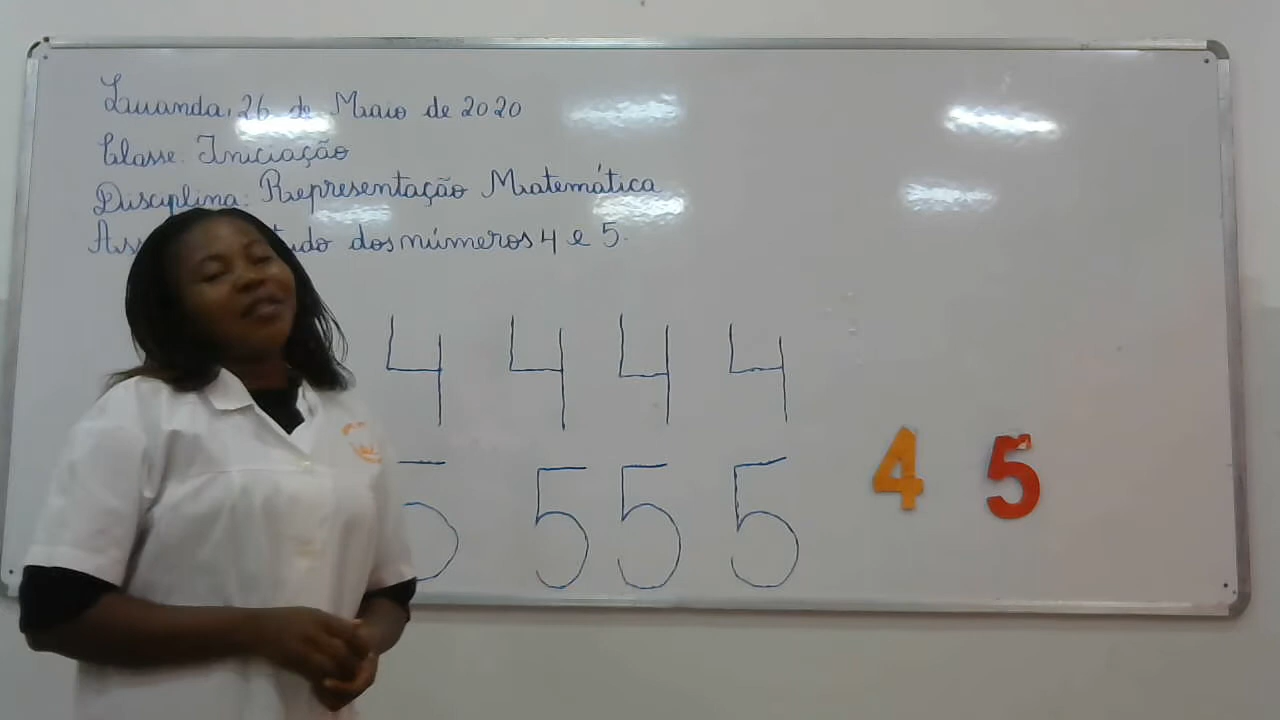 Luanda, 26 de Maio de 2020
Classe: Iniciação
Disciplina: Representação Matemática
dos números 4 e 5.
4 4 4 4
5 5 5 5
4 5